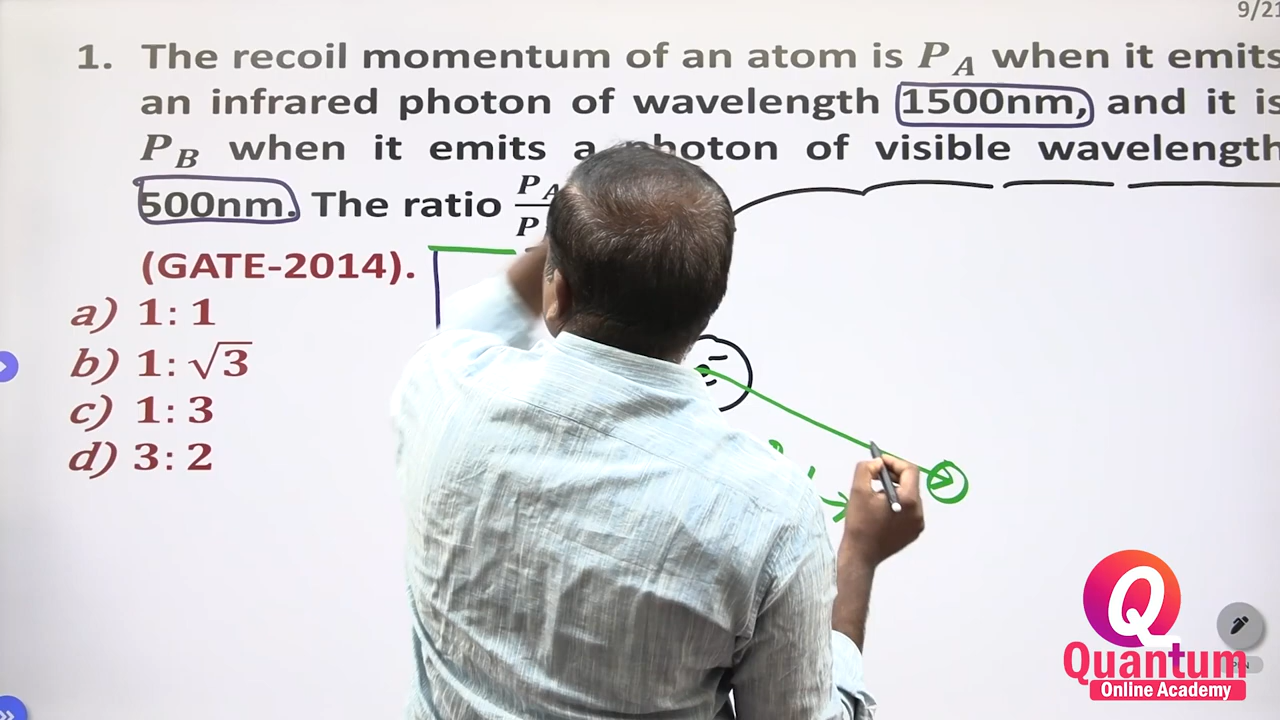 9/21
1. The recoil momentum of an atom is P_A when it emits
an infrared photon of wavelength 1500nm, and it is
P_B when it emits a photon of visible wavelength
500nm. The ratio P_A/P
(GATE-2014).
a) 1: 1
b) 1: √3
c) 1: 3
d) 3: 2
Q
Quantum
Online Academy